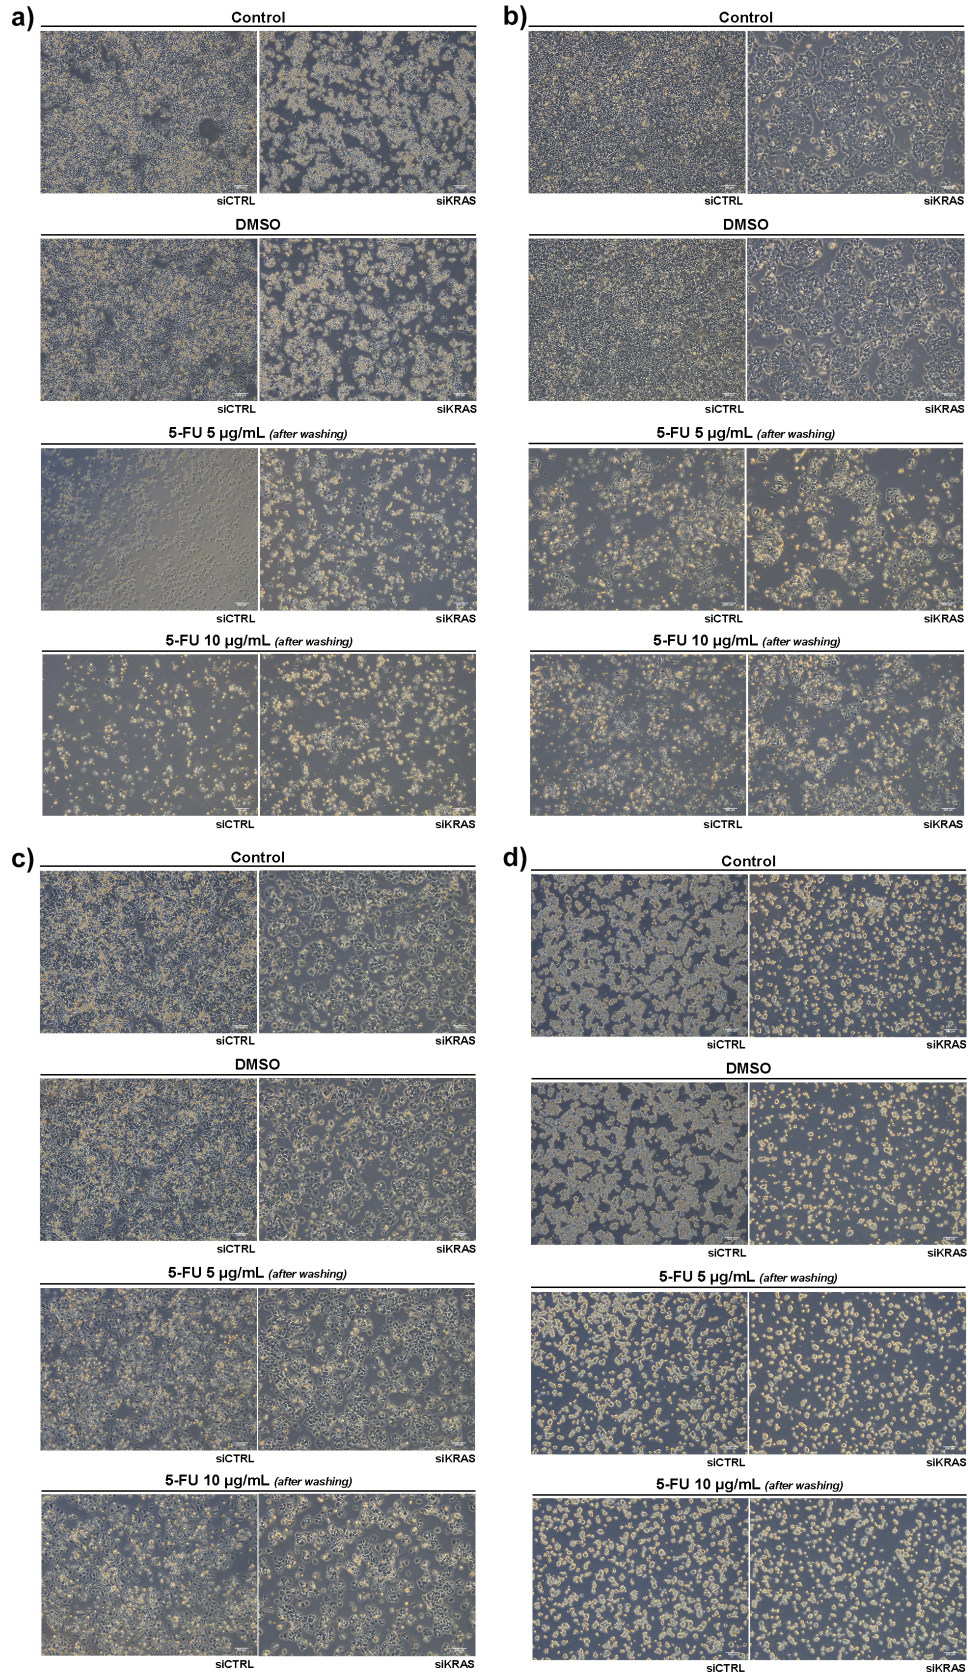 a)
Control
siCTRL
siKRAS
DMSO
siCTRL
siKRAS
5-FU 5 µg/mL (after washing)
siCTRL
siKRAS
5-FU 10 µg/mL (after washing)
siCTRL
siKRAS
b)
Control
siCTRL
siKRAS
DMSO
siCTRL
siKRAS
5-FU 5 µg/mL (after washing)
siCTRL
siKRAS
5-FU 10 µg/mL (after washing)
siCTRL
siKRAS
c)
Control
siCTRL
siKRAS
DMSO
siCTRL
siKRAS
5-FU 5 µg/mL (after washing)
siCTRL
siKRAS
5-FU 10 µg/mL (after washing)
siCTRL
siKRAS
d)
Control
siCTRL
siKRAS
DMSO
siCTRL
siKRAS
5-FU 5 µg/mL (after washing)
siCTRL
siKRAS
5-FU 10 µg/mL (after washing)
siCTRL
siKRAS